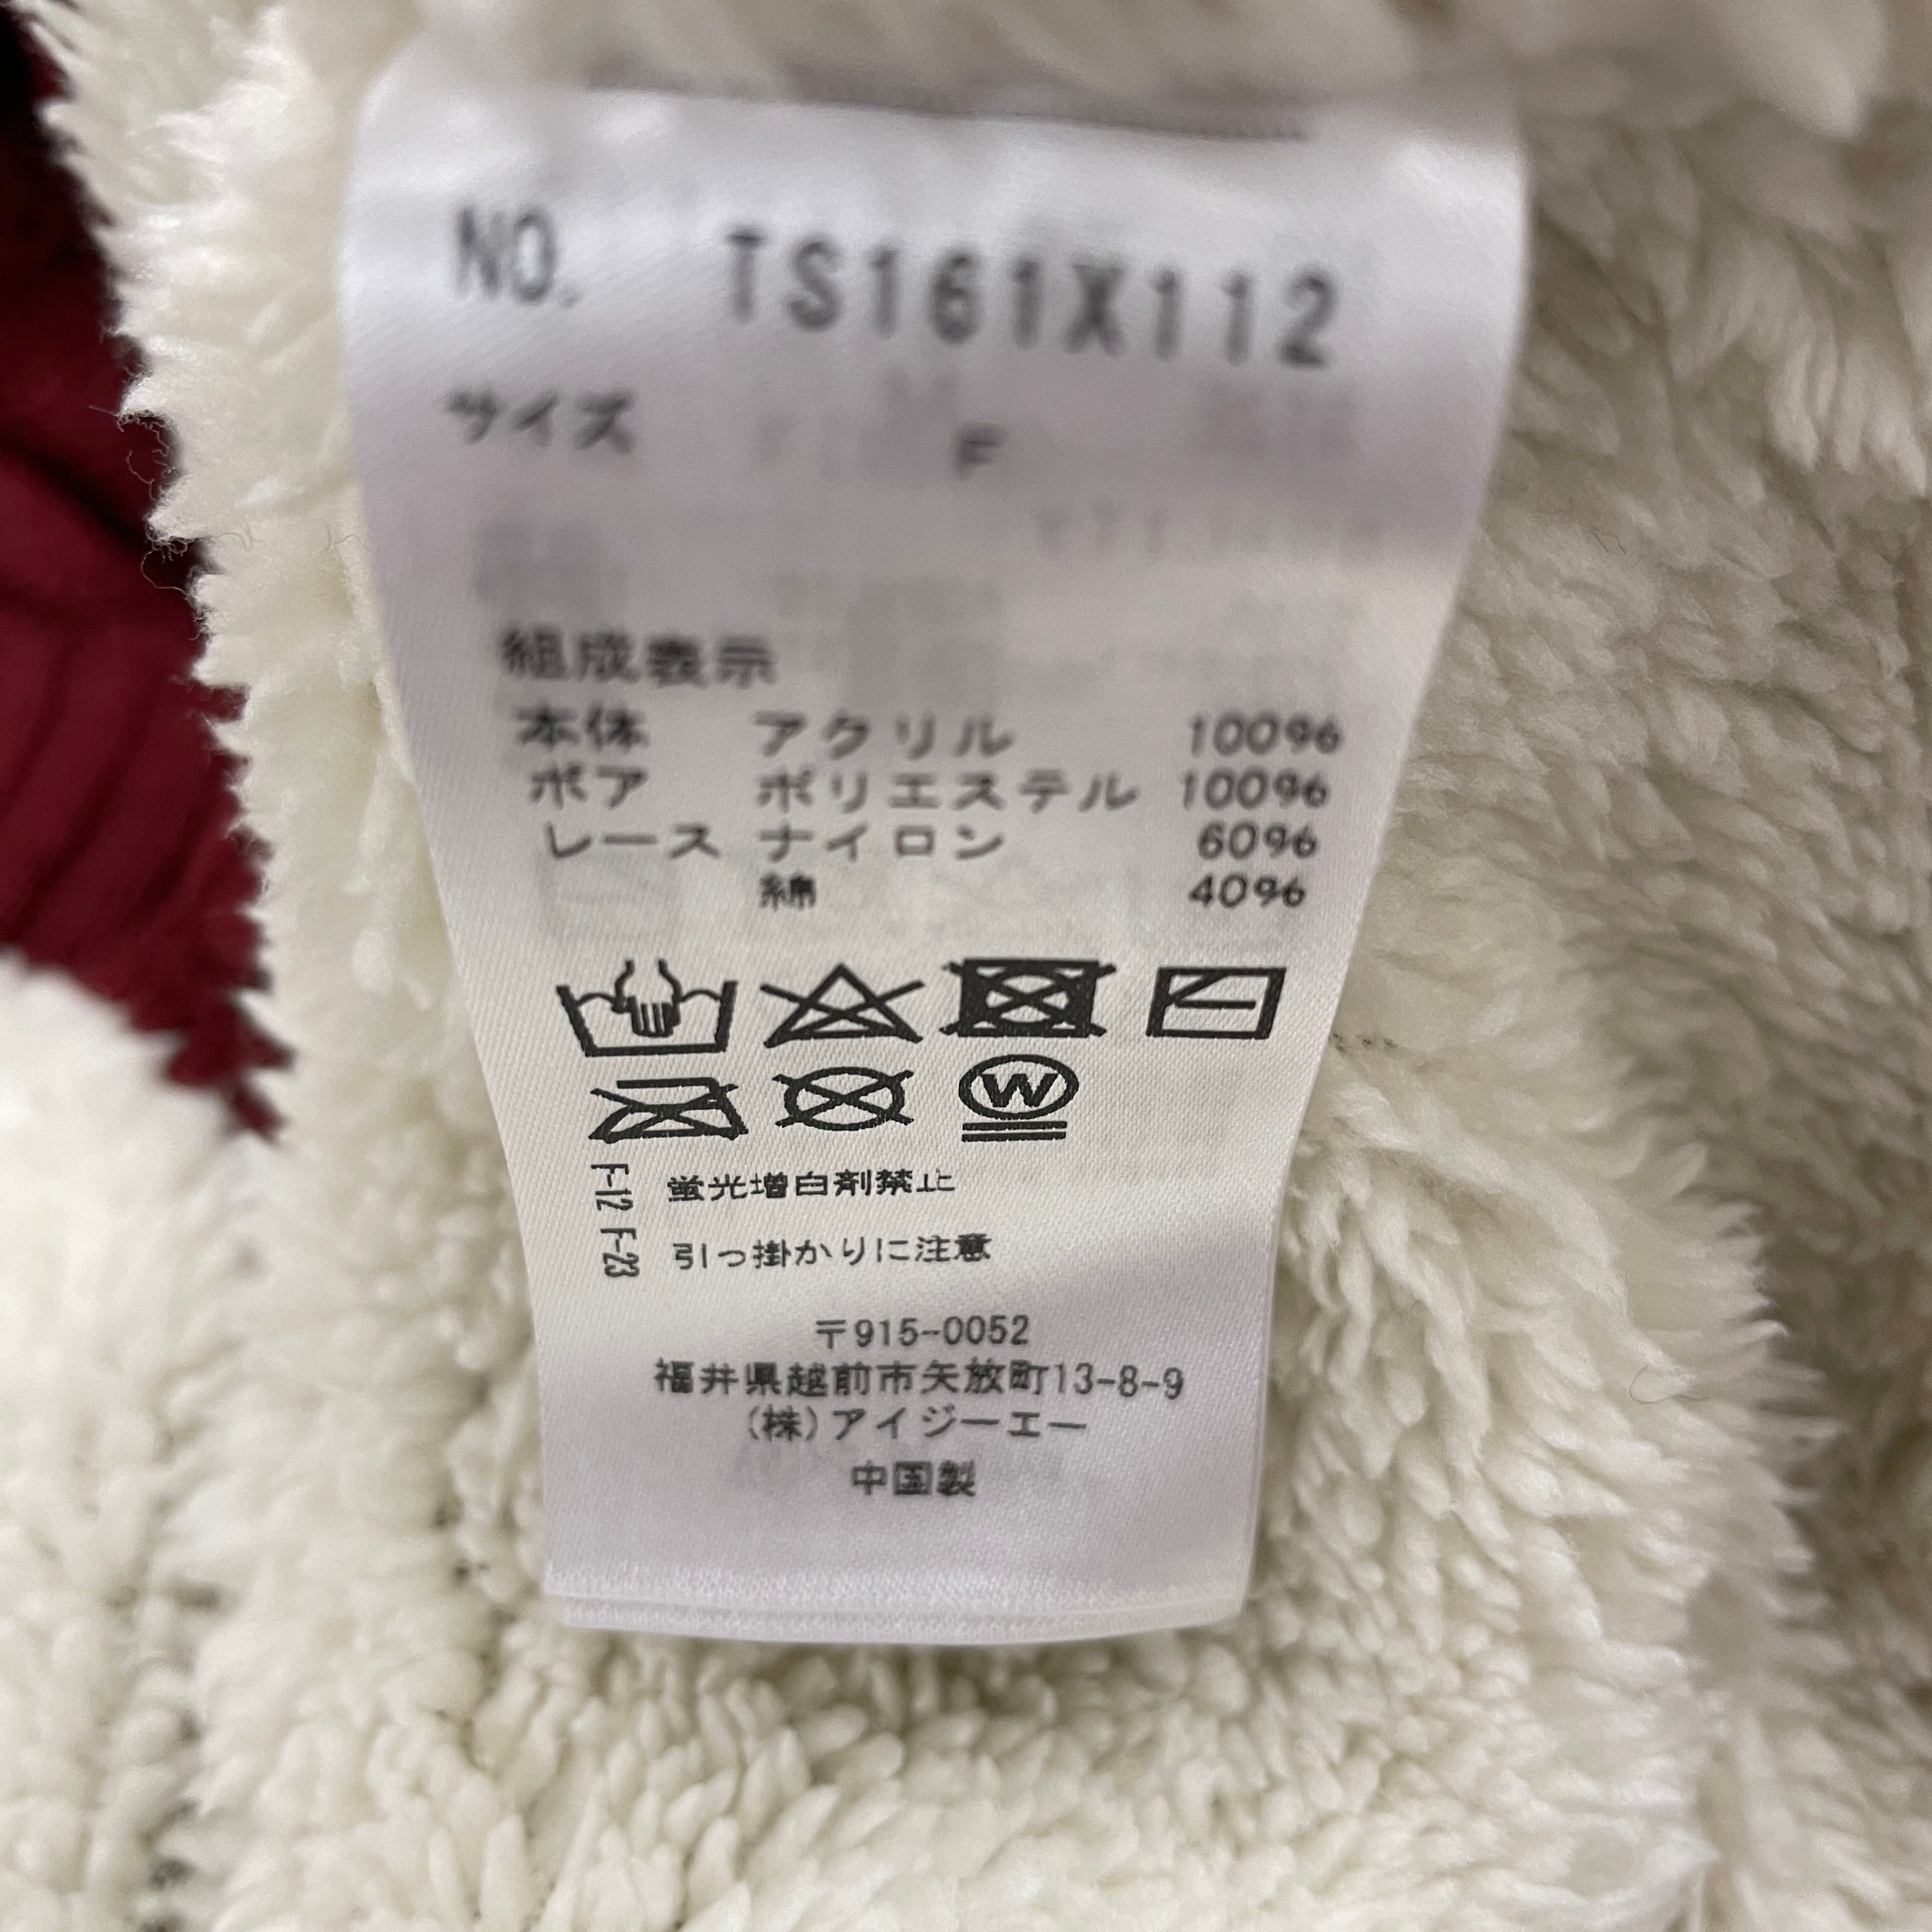 NO. TS161X112
サイズ F
組成表示
本体 アクリル 100%
ボア ポリエステル 100%
レース ナイロン 60%
綿 40%
W
F-12 蛍光増白剤禁止
F-23 引っ掛かりに注意
〒915-0052
福井県越前市矢放町13-8-9
(株)アイジーエー
中国製